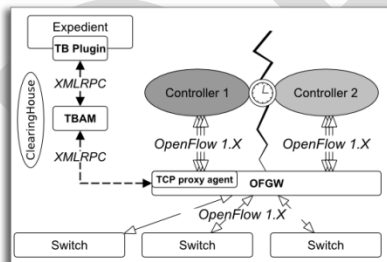 Expedient
TB Plugin
XMLRPC
ClearingHouse
TBAM
XMLRPC
Controller 1
Controller 2
OpenFlow 1.X
OpenFlow 1.X
TCP proxy agent
OFGW
OpenFlow 1.X
Switch
Switch
Switch